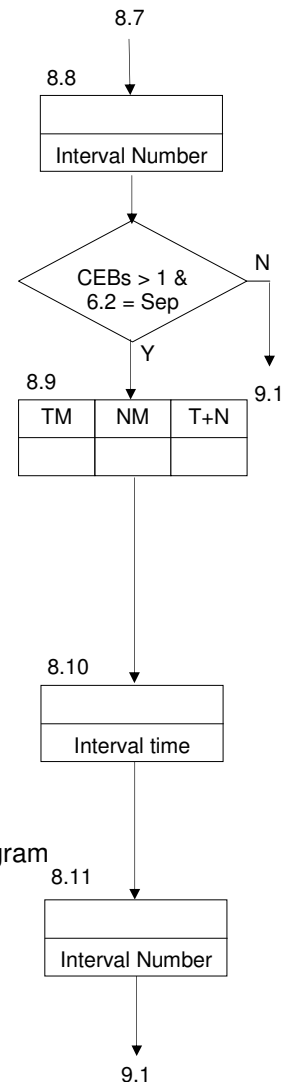 8.7
8.8
Interval Number
CEBs > 1 &
6.2 = Sep
N
Y
9.1
8.9
TM NM T+N
8.10
Interval time
gram
8.11
Interval Number
9.1